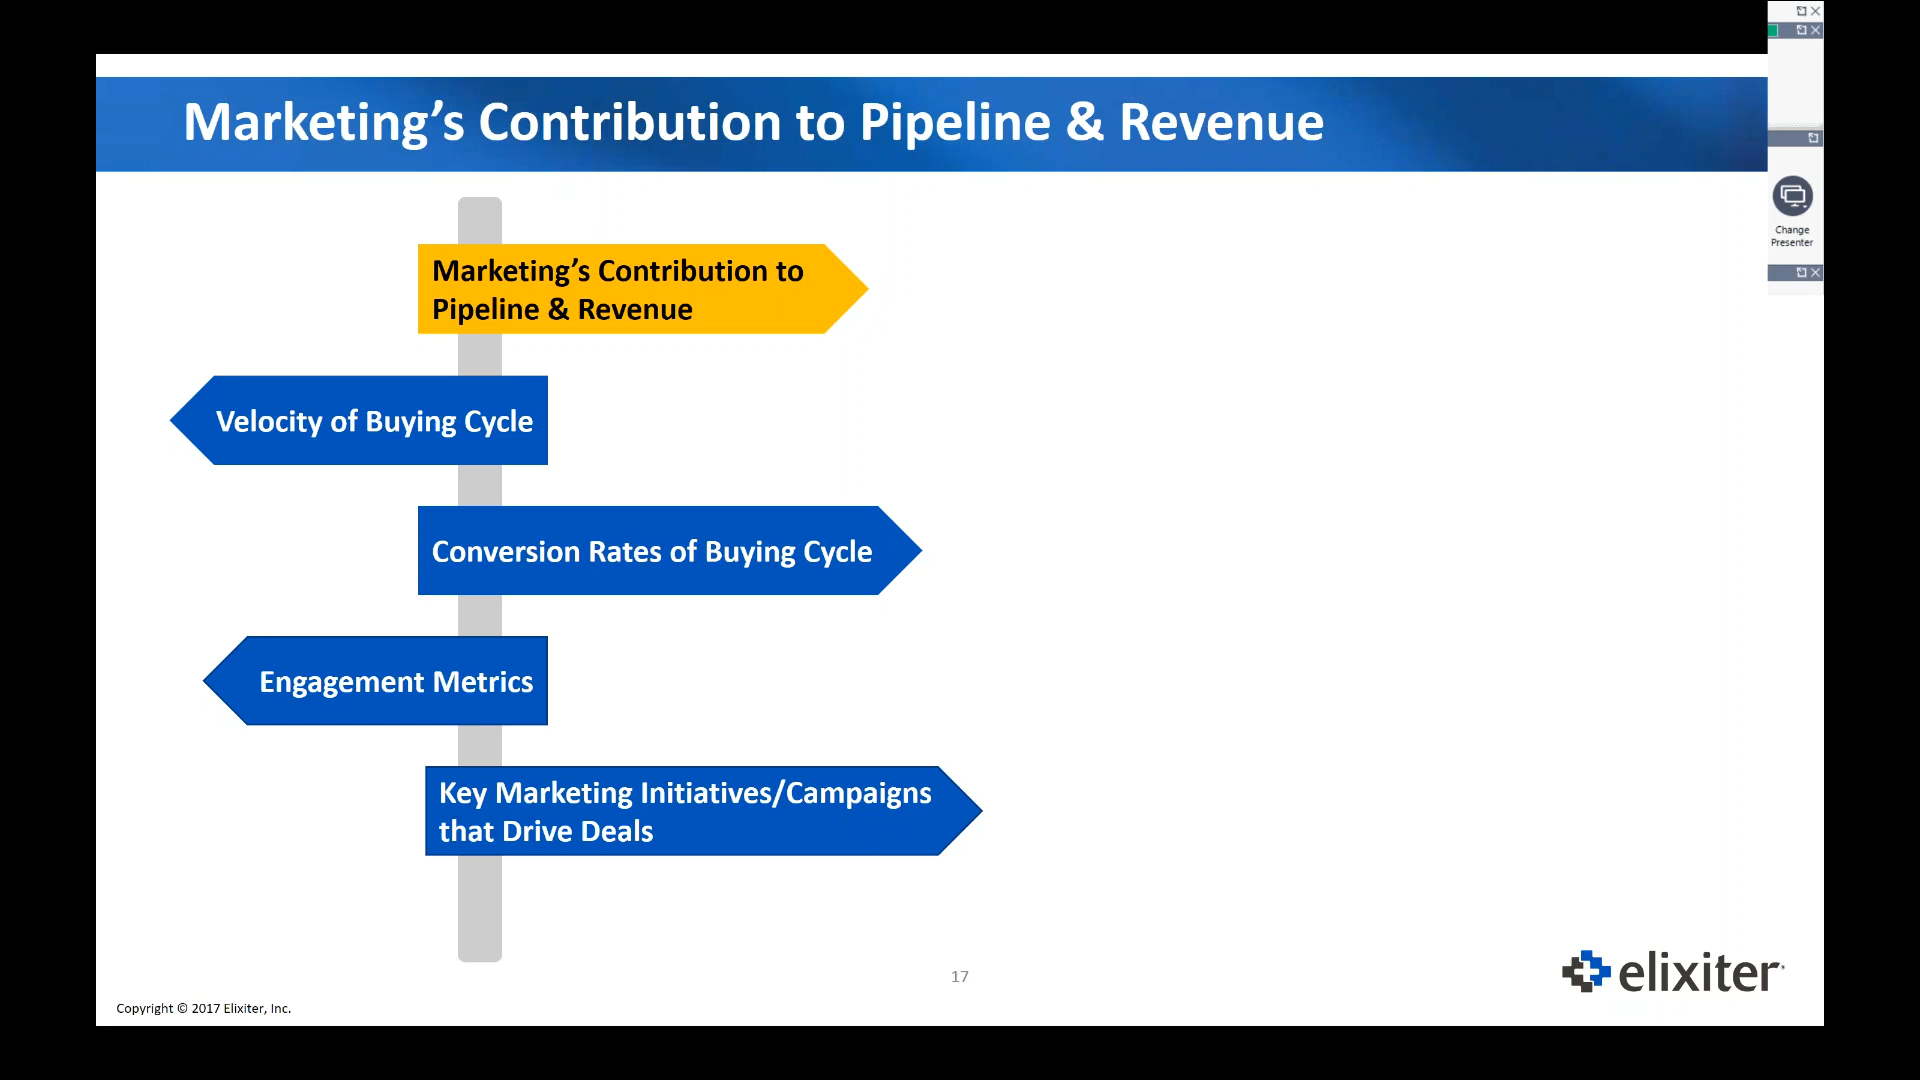 Marketing’s Contribution to Pipeline & Revenue
Change
Presenter
Marketing’s Contribution to
Pipeline & Revenue
Velocity of Buying Cycle
Conversion Rates of Buying Cycle
Engagement Metrics
Key Marketing Initiatives/Campaigns
that Drive Deals
elixiter
17
Copyright © 2017 Elixiter, Inc.